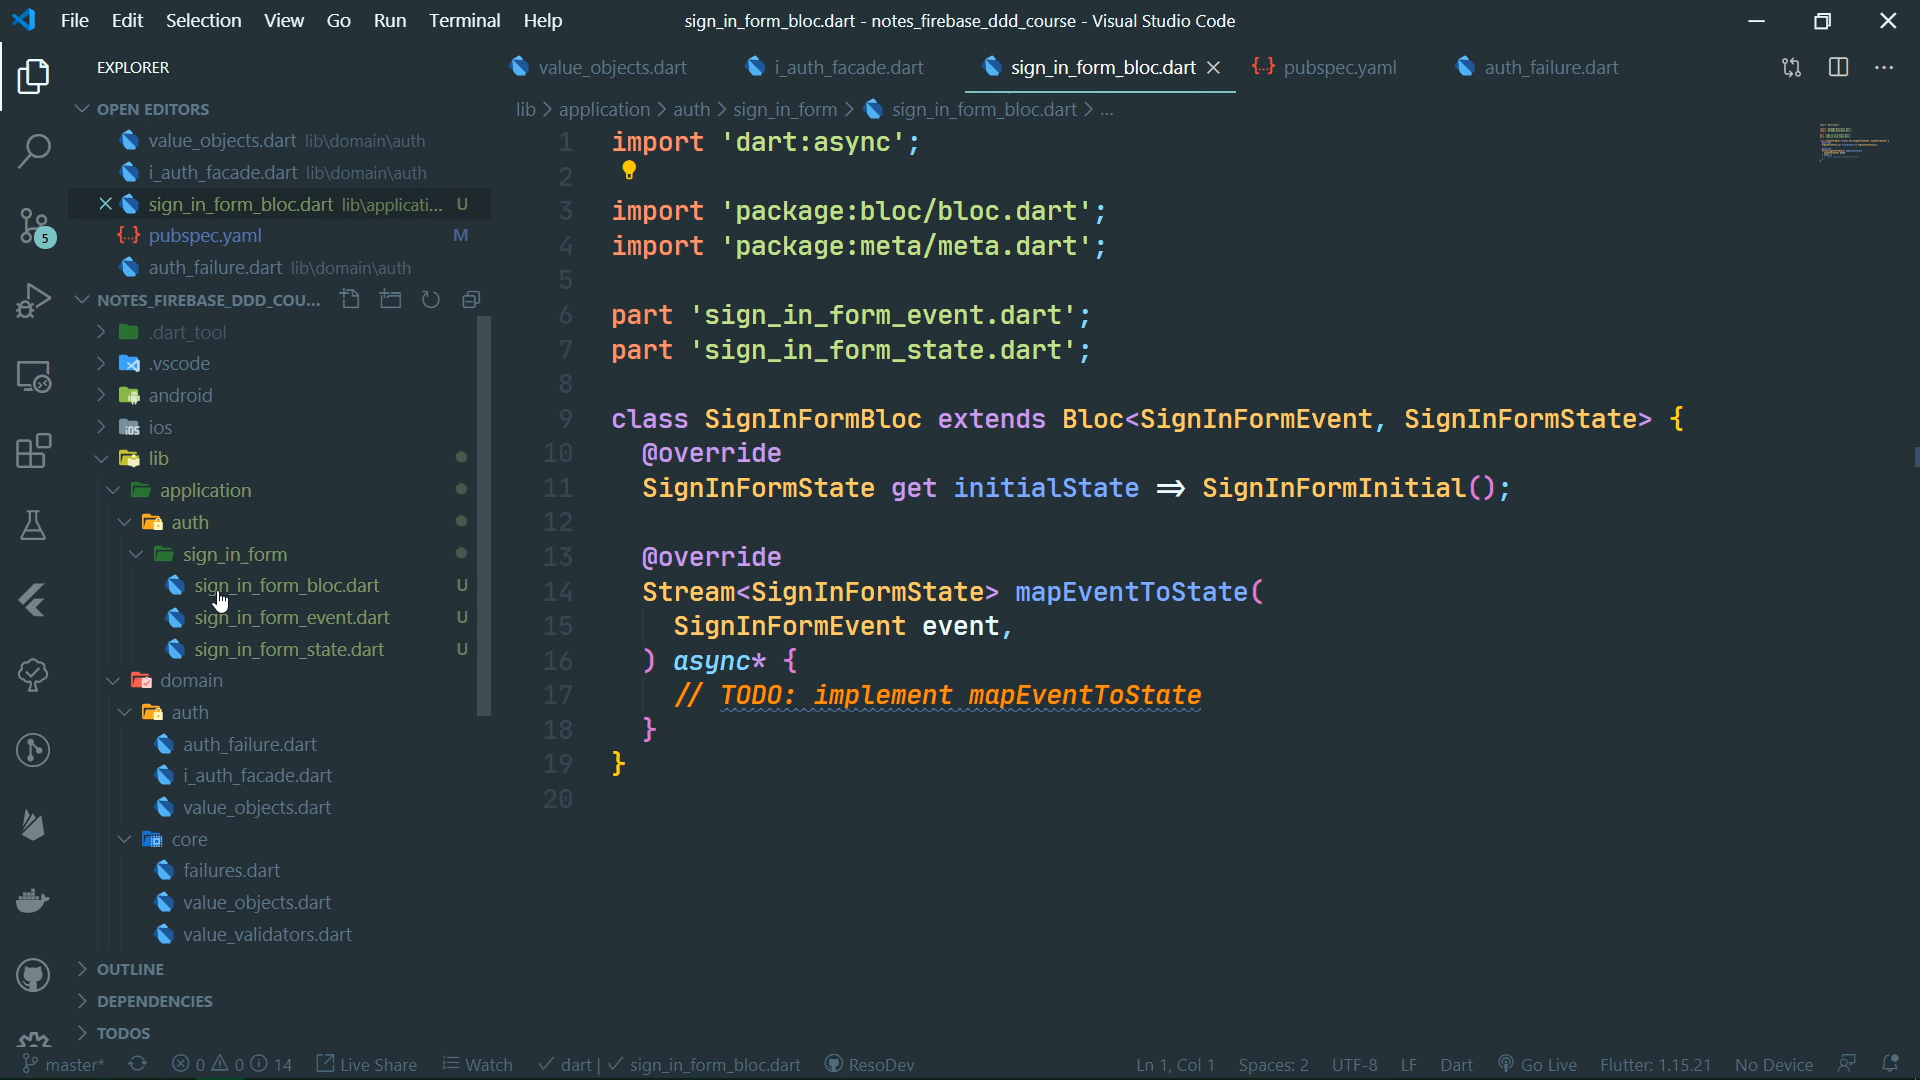 File Edit Selection View Go Run Terminal Help
sign_in_form_bloc.dart - notes_firebase_ddd_course - Visual Studio Code
EXPLORER
OPEN EDITORS
value_objects.dart lib\domain\auth
i_auth_facade.dart lib\domain\auth
sign_in_form_bloc.dart lib\applicati... U
pubspec.yaml M
auth_failure.dart lib\domain\auth
NOTES_FIREBASE_DDD_COU...
.dart_tool
.vscode
android
ios
lib
application
auth
sign_in_form
sign_in_form_bloc.dart U
sign_in_form_event.dart U
sign_in_form_state.dart U
domain
auth
auth_failure.dart
i_auth_facade.dart
value_objects.dart
core
failures.dart
value_objects.dart
value_validators.dart
OUTLINE
DEPENDENCIES
TODOS
5
value_objects.dart i_auth_facade.dart sign_in_form_bloc.dart pubspec.yaml auth_failure.dart
lib > application > auth > sign_in_form > sign_in_form_bloc.dart > ...
1 import 'dart:async';
2
3 import 'package:bloc/bloc.dart';
4 import 'package:meta/meta.dart';
5
6 part 'sign_in_form_event.dart';
7 part 'sign_in_form_state.dart';
8
9 class SignInFormBloc extends Bloc<SignInFormEvent, SignInFormState> {
10 @override
11 SignInFormState get initialState => SignInFormInitial();
12
13 @override
14 Stream<SignInFormState> mapEventToState(
15 SignInFormEvent event,
16 ) async* {
17 // TODO: implement mapEventToState
18 }
19 }
20
master* 0 0 14 Live Share Watch dart | sign_in_form_bloc.dart ResoDev Ln 1, Col 1 Spaces: 2 UTF-8 LF Dart Go Live Flutter: 1.15.21 No Device